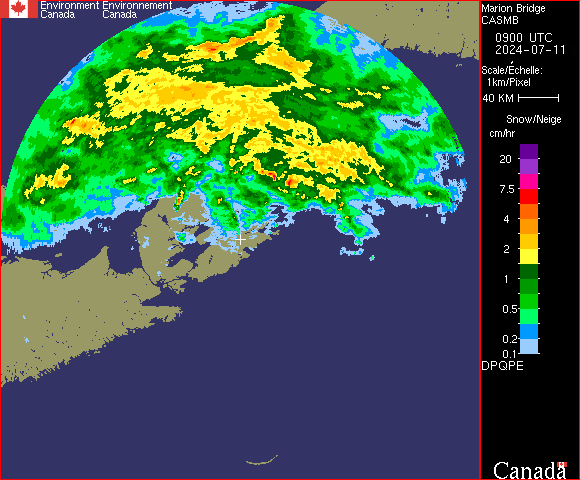 Environment Environnement
Canada Canada
Marion Bridge
CASMB
0900 UTC
2024-07-11
Scale/Échelle:
1km/Pixel
40 KM
Snow/Neige
cm/hr
20
7.5
4
2
1
0.5
0.2
0.1
DPQPE
Canada